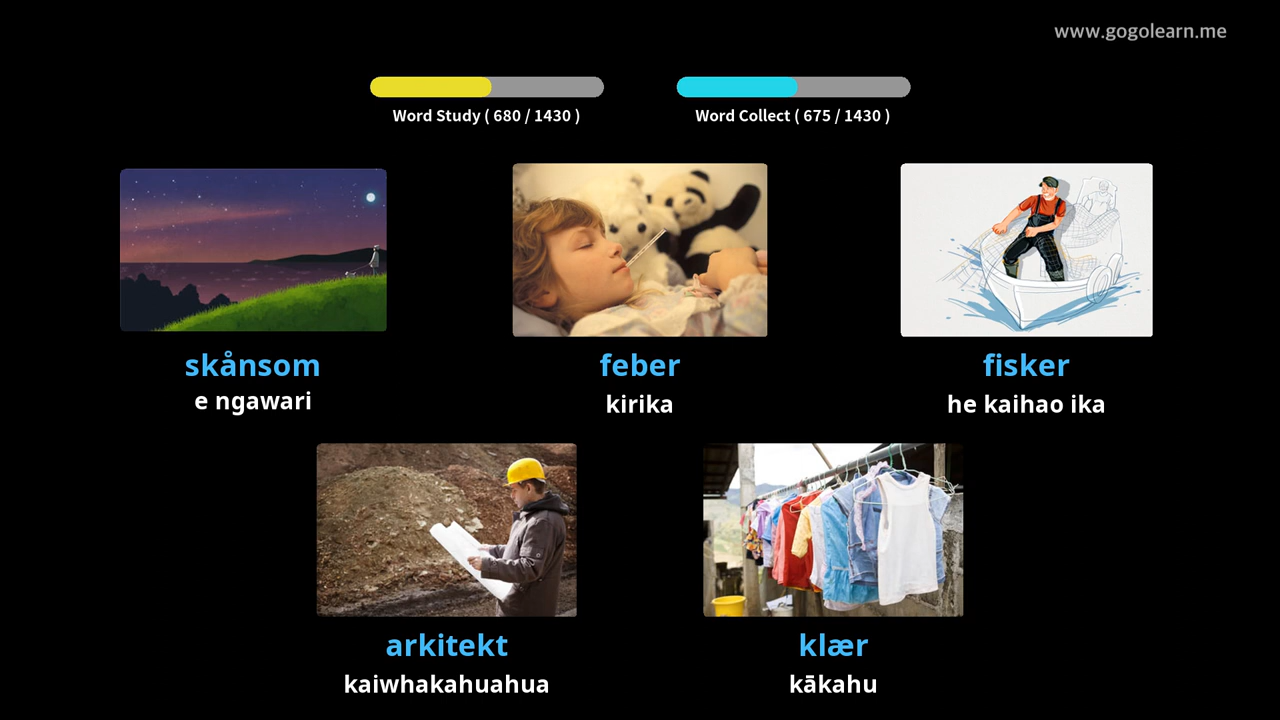 www.gogolearn.me
Word Study ( 680 / 1430 )
Word Collect ( 675 / 1430 )
skånsom
e ngawari
feber
kirika
fisker
he kaihao ika
arkitekt
kaiwhakahuahua
klær
kākahu